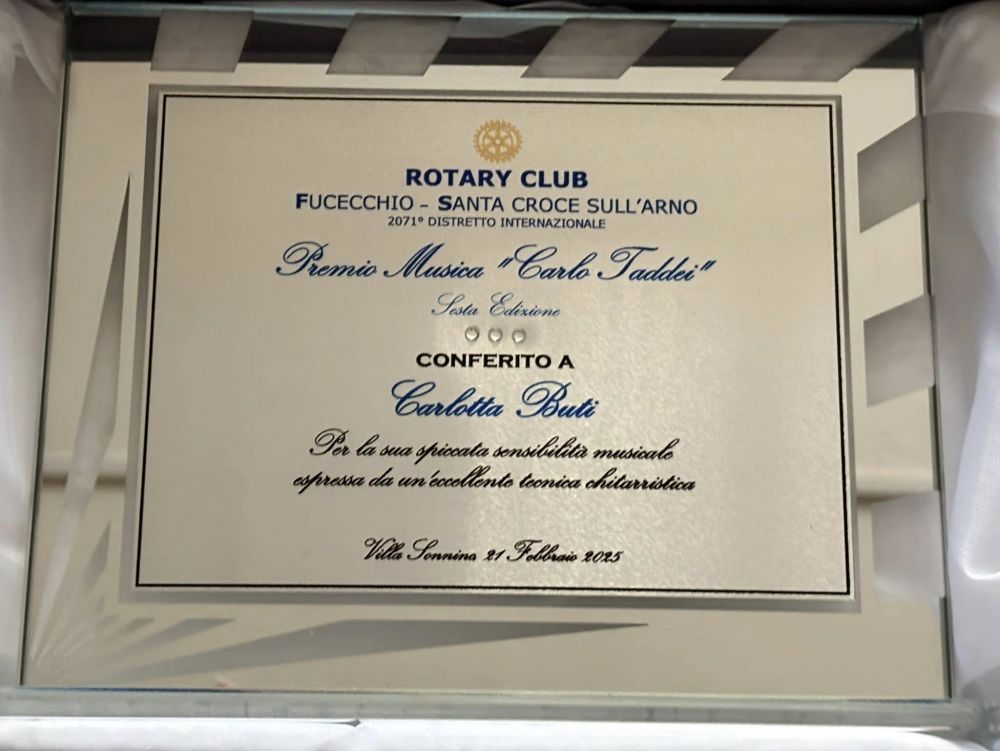 ROTARY CLUB
FUCECCHIO - SANTA CROCE SULL'ARNO
2071° DISTRETTO INTERNAZIONALE
Premio Musica "Carlo Taddei"
Sesta Edizione
CONFERITO A
Carlotta Buti
Per la sua spiccata sensibilità musicale
espressa da un'eccellente tecnica chitarristica
Villa Sonnina 21 Febbraio 2025